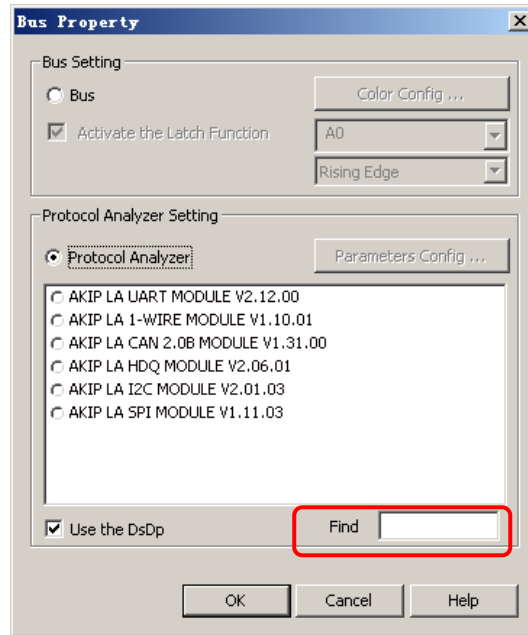 Bus Property
Bus Setting
Bus
Color Config ...
Activate the Latch Function
A0
Rising Edge
Protocol Analyzer Setting
Protocol Analyzer
Parameters Config ...
AKIP LA UART MODULE V2.12.00
AKIP LA 1-WIRE MODULE V1.10.01
AKIP LA CAN 2.0B MODULE V1.31.00
AKIP LA HDQ MODULE V2.06.01
AKIP LA I2C MODULE V2.01.03
AKIP LA SPI MODULE V1.11.03
Use the DsDp
Find
OK
Cancel
Help